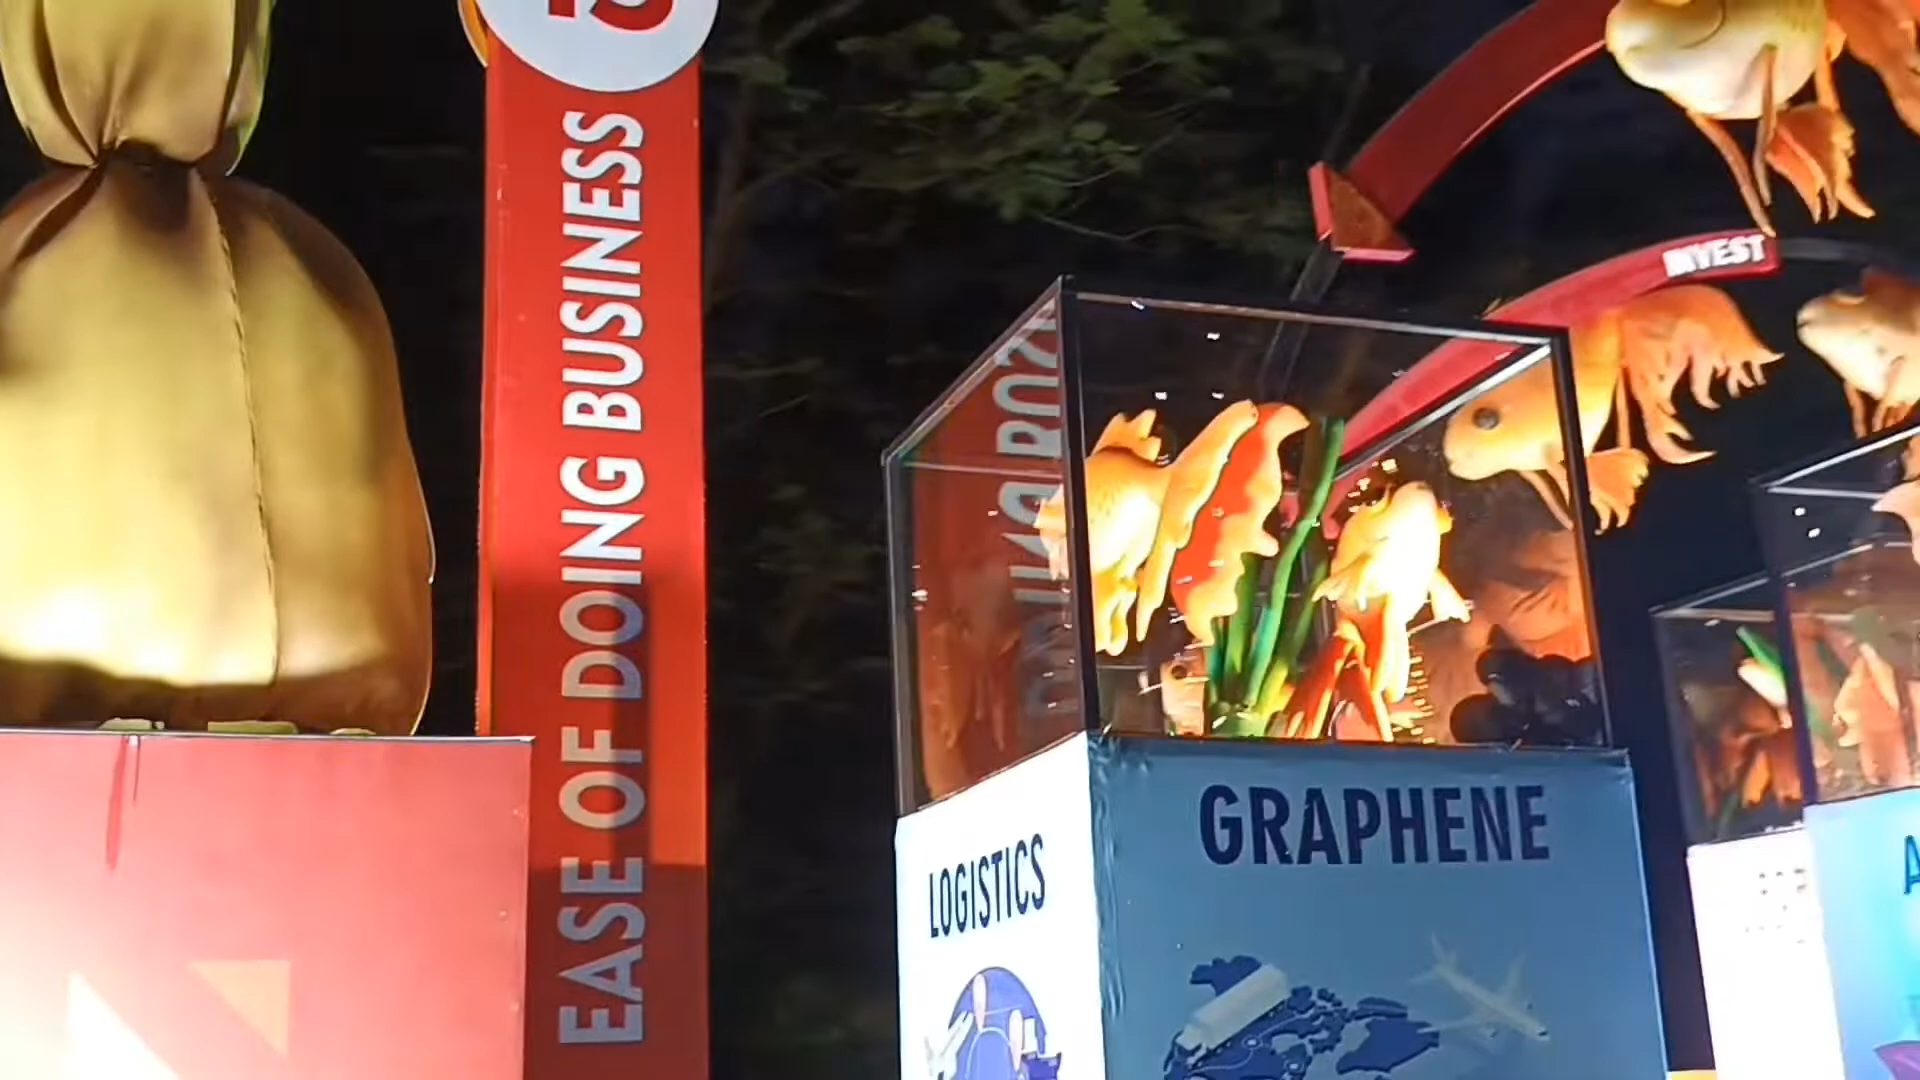 EASE OF DOING BUSINESS
INVEST
LOGISTICS
GRAPHENE